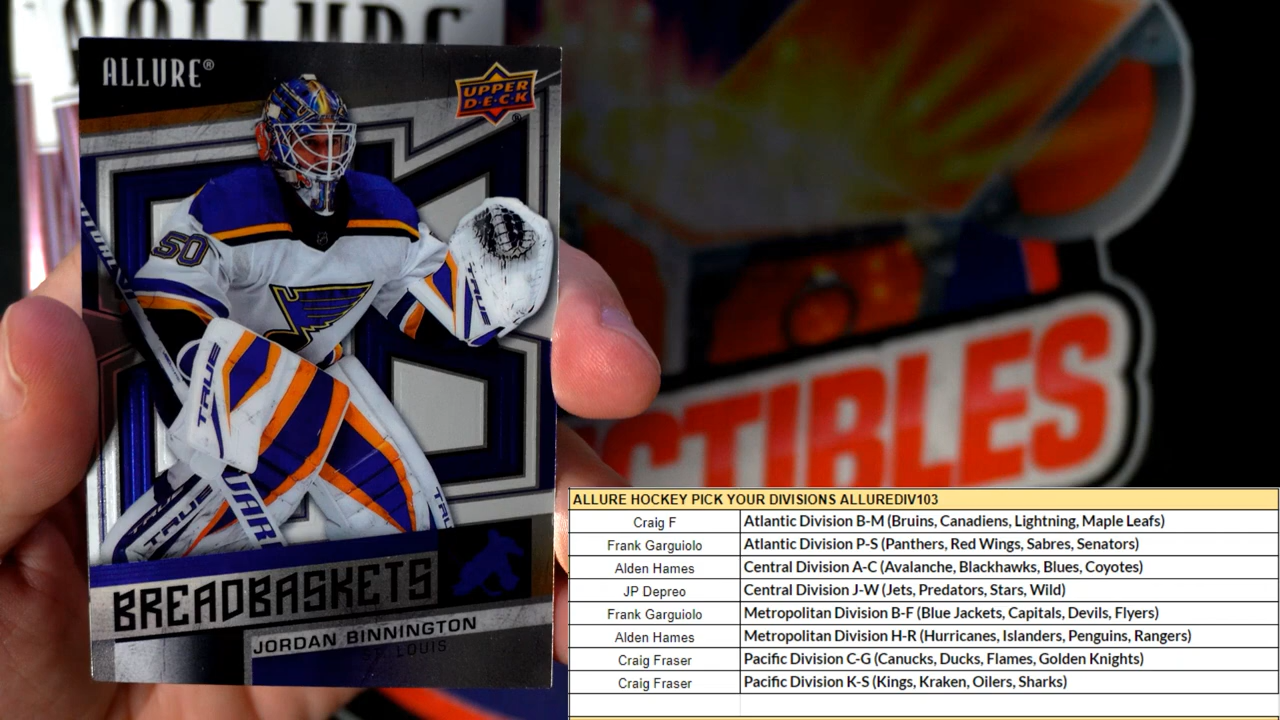 ALLURE
ALLURE®
UPPER
D·E·C·K
50
TRUE
TRUE
TRUE
BREADBASKETS
JORDAN BINNINGTON
ST. LOUIS
CTIBLES
ALLURE HOCKEY PICK YOUR DIVISIONS ALLUREDIV103
Craig F Atlantic Division B-M (Bruins, Canadiens, Lightning, Maple Leafs)
Frank Garguiolo Atlantic Division P-S (Panthers, Red Wings, Sabres, Senators)
Alden Hames Central Division A-C (Avalanche, Blackhawks, Blues, Coyotes)
JP Depreo Central Division J-W (Jets, Predators, Stars, Wild)
Frank Garguiolo Metropolitan Division B-F (Blue Jackets, Capitals, Devils, Flyers)
Alden Hames Metropolitan Division H-R (Hurricanes, Islanders, Penguins, Rangers)
Craig Fraser Pacific Division C-G (Canucks, Ducks, Flames, Golden Knights)
Craig Fraser Pacific Division K-S (Kings, Kraken, Oilers, Sharks)